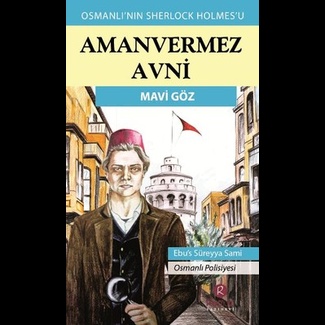 OSMANLI'NIN SHERLOCK HOLMES'U
AMANVERMEZ
AVNİ
MAVİ GÖZ
Ebu's Süreyya Sami
Osmanlı Polisiyesi